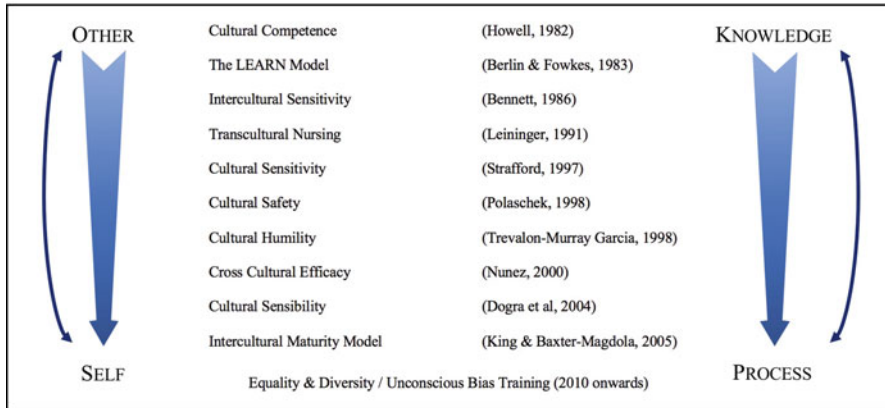 OTHER
KNOWLEDGE
Cultural Competence (Howell, 1982)
The LEARN Model (Berlin & Fowkes, 1983)
Intercultural Sensitivity (Bennett, 1986)
Transcultural Nursing (Leininger, 1991)
Cultural Sensitivity (Strafford, 1997)
Cultural Safety (Polaschek, 1998)
Cultural Humility (Trevalon-Murray Garcia, 1998)
Cross Cultural Efficacy (Nunez, 2000)
Cultural Sensibility (Dogra et al, 2004)
Intercultural Maturity Model (King & Baxter-Magdola, 2005)
SELF
PROCESS
Equality & Diversity / Unconscious Bias Training (2010 onwards)